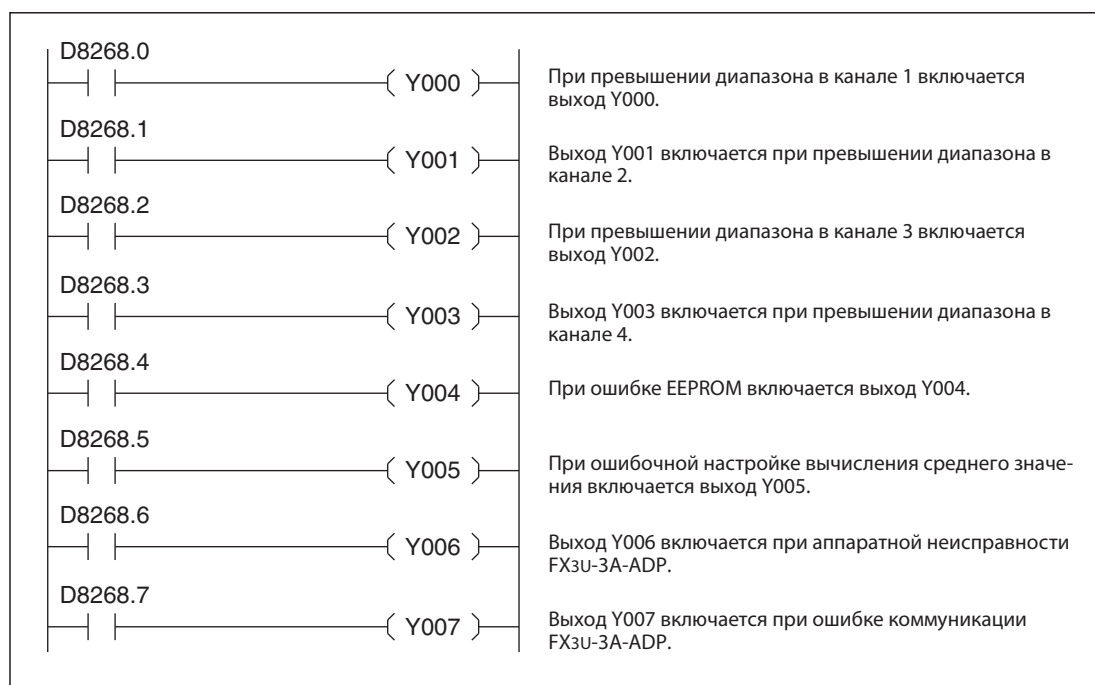 D8268.0
Y000
При превышении диапазона в канале 1 включается
выход Y000.
D8268.1
Y001
Выход Y001 включается при превышении диапазона в
канале 2.
D8268.2
Y002
При превышении диапазона в канале 3 включается
выход Y002.
D8268.3
Y003
Выход Y003 включается при превышении диапазона в
канале 4.
D8268.4
Y004
При ошибке EEPROM включается выход Y004.
D8268.5
Y005
При ошибочной настройке вычисления среднего значе-
ния включается выход Y005.
D8268.6
Y006
Выход Y006 включается при аппаратной неисправности
FX3U-3A-ADP.
D8268.7
Y007
Выход Y007 включается при ошибке коммуникации
FX3U-3A-ADP.